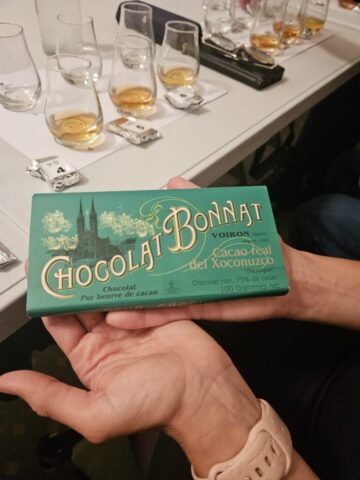 4
CHOCOLAT BONNAT
VOIRON
Cacao real
del Xoconuzco
"Mexique"
Chocolat
Pur beurre de cacao
Chocolat noir, 75% de cacao
100 Grammes net